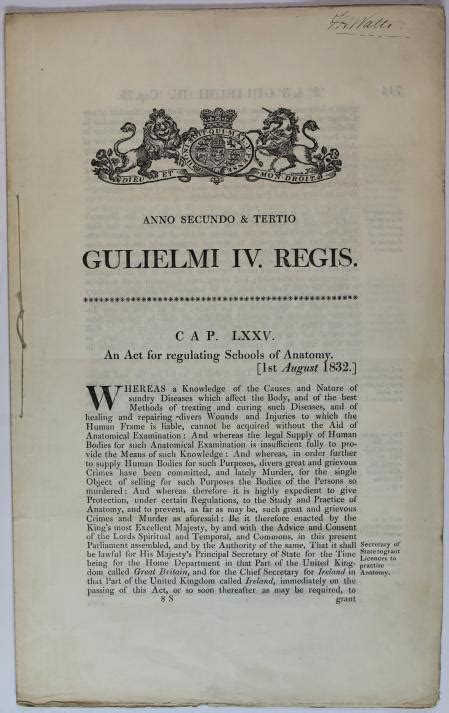 DIEU ET
MON DROIT
ANNO SECUNDO & TERTIO
GULIELMI IV. REGIS.
CAP. LXXV.
An Act for regulating Schools of Anatomy.
[1st August 1832.]
WHEREAS a Knowledge of the Causes and Nature of
sundry Diseases which affect the Body, and of the best
Methods of treating and curing such Diseases, and of
healing and repairing divers Wounds and Injuries to which the
Human Frame is liable, cannot be acquired without the Aid of
Anatomical Examination: And whereas the legal Supply of Human
Bodies for such Anatomical Examination is insufficient fully to pro-
vide the Means of such Knowledge: And whereas, in order further
to supply Human Bodies for such Purposes, divers great and grievous
Crimes have been committed, and lately Murder, for the single
Object of selling for such Purposes the Bodies of the Persons so
murdered: And whereas therefore it is highly expedient to give
Protection, under certain Regulations, to the Study and Practice of
Anatomy, and to prevent, as far as may be, such great and grievous
Crimes and Murder as aforesaid: Be it therefore enacted by the
King's most Excellent Majesty, by and with the Advice and Consent
of the Lords Spiritual and Temporal, and Commons, in this present
Parliament assembled, and by the Authority of the same, That it shall
be lawful for His Majesty's Principal Secretary of State for the Time
being for the Home Department in that Part of the United King-
dom called Great Britain, and for the Chief Secretary for Ireland in
that Part of the United Kingdom called Ireland, immediately on the
passing of this Act, or so soon thereafter as may be required, to
Secretary of
State to grant
Licences to
practise
Anatomy.
8 S
grant